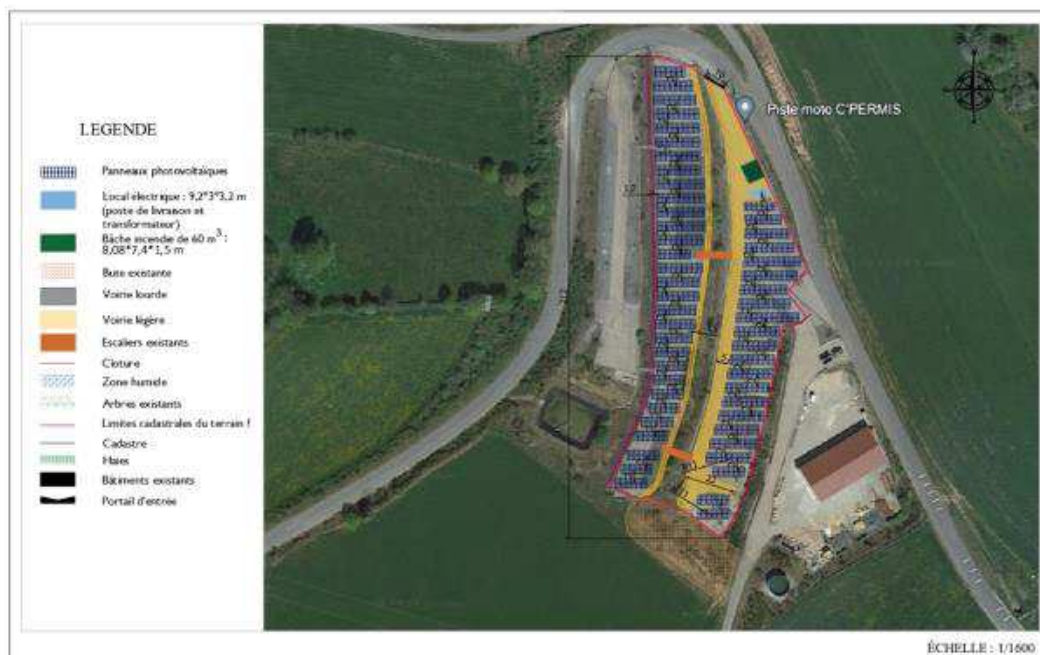 LEGENDE
Panneaux photovoltaïques
Local électrique : 9,2*3*3,2 m
(poste de livraison et
transformateur)
Bâche incendie de 60 m3 :
8,08*7,4*1,5 m
Bute existante
Voirie lourde
Voirie légère
Escaliers existants
Cloture
Zone humide
Arbres existants
Limites cadastrales du terrain f
Cadastre
Haies
Bâtiments existants
Portail d'entrée
Piste moto C'PERMIS
ÉCHELLE : 1/1600